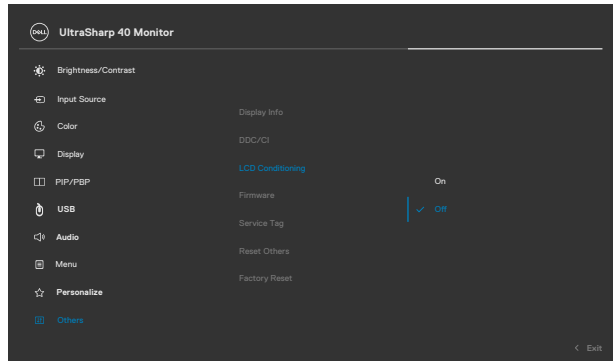 DELL UltraSharp 40 Monitor
Brightness/Contrast
Input Source
Color
Display
PIP/PBP
USB
Audio
Menu
Personalize
Others
Display Info
DDC/CI
LCD Conditioning
Firmware
Service Tag
Reset Others
Factory Reset
On
Off
< Exit